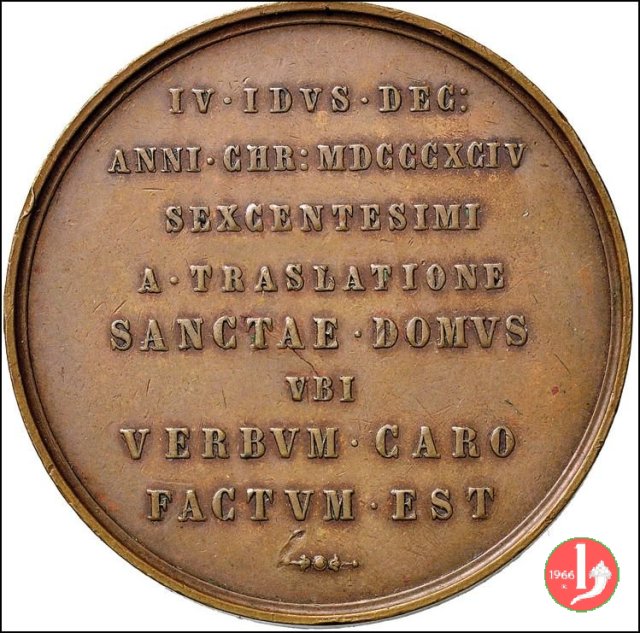 IV · IDVS · DEC:
ANNI · CHR: MDCCCXCIV
SEXCENTESIMI
A · TRASLATIONE
SANCTAE · DOMVS
VBI
VERBVM · CARO
FACTVM · EST
1966